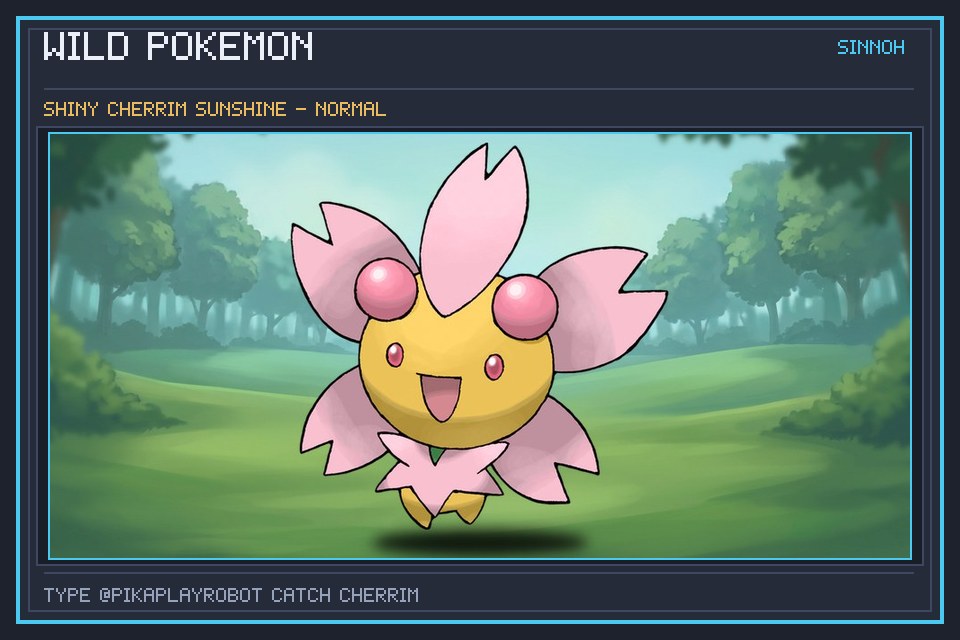 WILD POKEMON
SINNOH
SHINY CHERRIM SUNSHINE - NORMAL
TYPE @PIKAPLAYROBOT CATCH CHERRIM